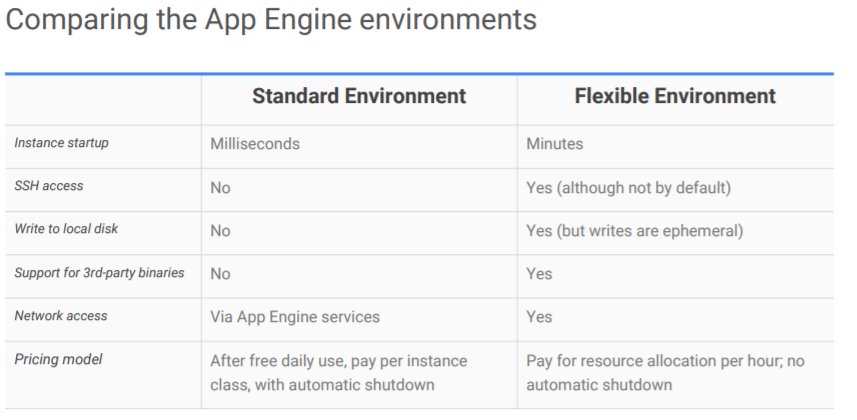 Comparing the App Engine environments
Standard Environment
Flexible Environment
Instance startup
Milliseconds
Minutes
SSH access
No
Yes (although not by default)
Write to local disk
No
Yes (but writes are ephemeral)
Support for 3rd-party binaries
No
Yes
Network access
Via App Engine services
Yes
Pricing model
After free daily use, pay per instance
class, with automatic shutdown
Pay for resource allocation per hour; no
automatic shutdown